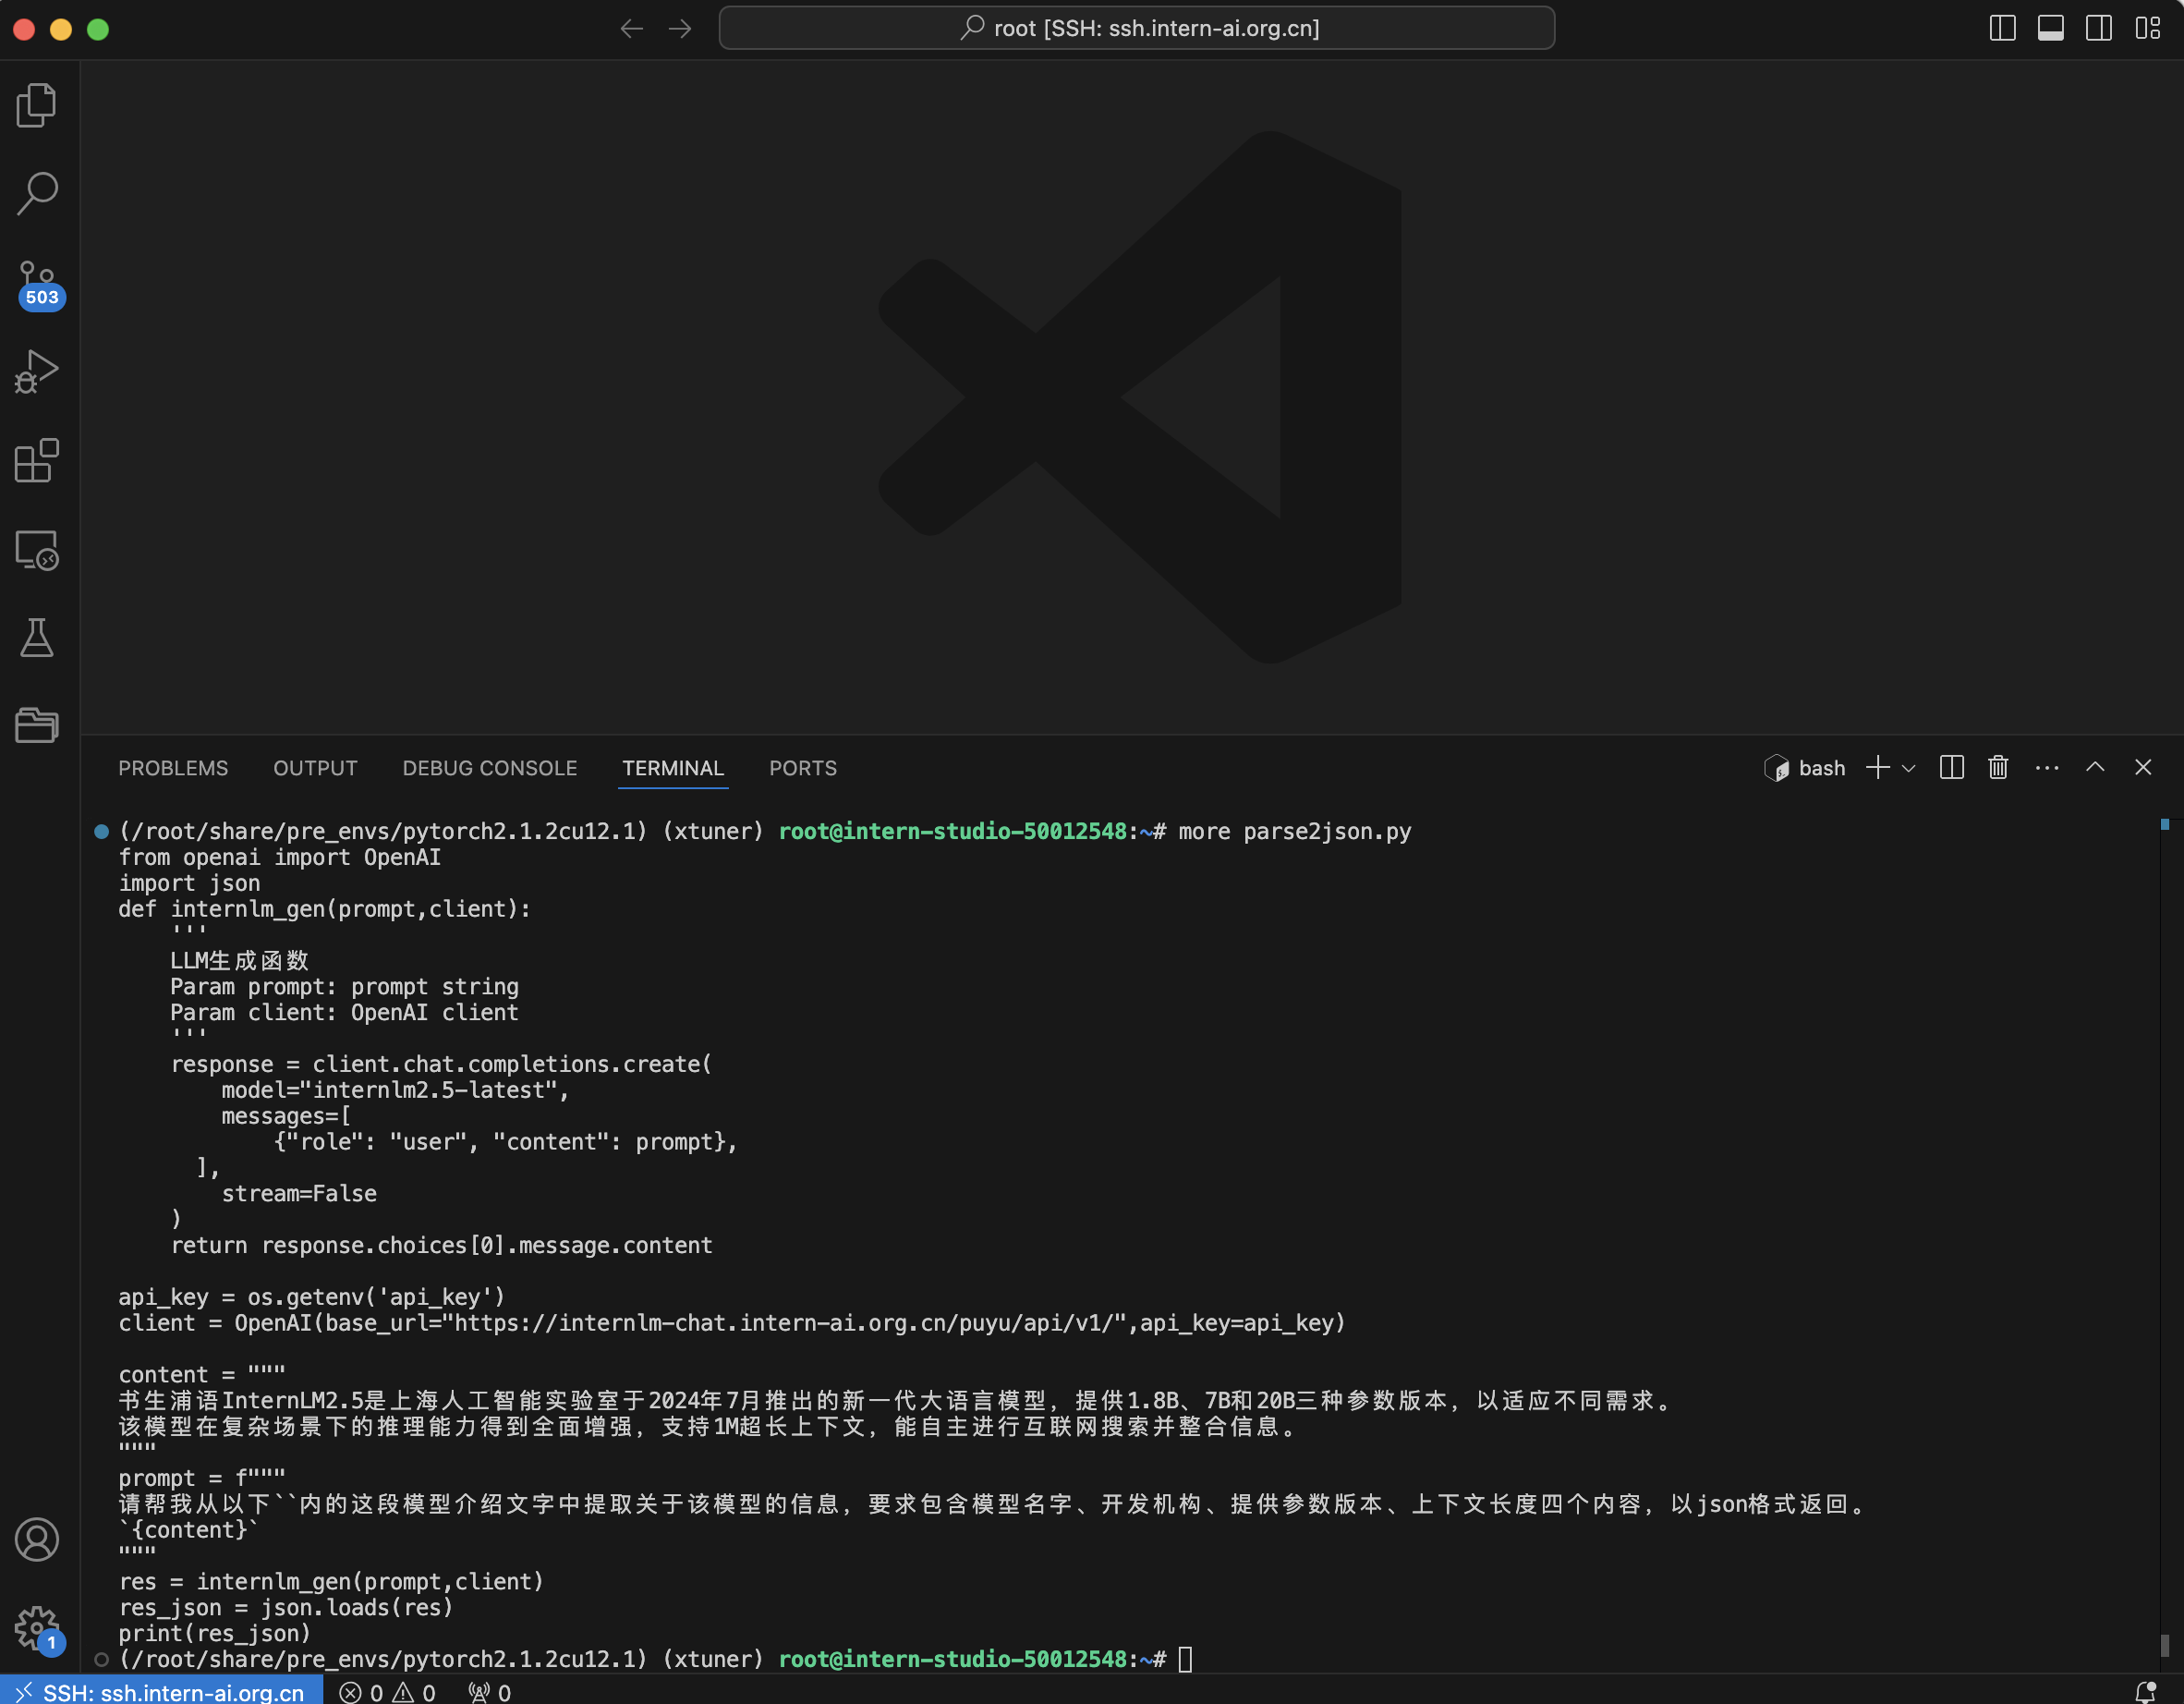 root [SSH: ssh.intern-ai.org.cn]
503
PROBLEMS OUTPUT DEBUG CONSOLE TERMINAL PORTS bash
(/root/share/pre_envs/pytorch2.1.2cu12.1) (xtuner) root@intern-studio-50012548:~# more parse2json.py
from openai import OpenAI
import json
def internlm_gen(prompt,client):
    '''
    LLM生成函数
    Param prompt: prompt string
    Param client: OpenAI client
    '''
    response = client.chat.completions.create(
        model="internlm2.5-latest",
        messages=[
            {"role": "user", "content": prompt},
      ],
        stream=False
    )
    return response.choices[0].message.content
api_key = os.getenv('api_key')
client = OpenAI(base_url="https://internlm-chat.intern-ai.org.cn/puyu/api/v1/",api_key=api_key)
content = """
书生浦语InternLM2.5是上海人工智能实验室于2024年7月推出的新一代大语言模型，提供1.8B、7B和20B三种参数版本，以适应不同需求。
该模型在复杂场景下的推理能力得到全面增强，支持1M超长上下文，能自主进行互联网搜索并整合信息。
"""
prompt = f"""
请帮我从以下``内的这段模型介绍文字中提取关于该模型的信息，要求包含模型名字、开发机构、提供参数版本、上下文长度四个内容，以json格式返回。
`{content}`
"""
res = internlm_gen(prompt,client)
res_json = json.loads(res)
print(res_json)
(/root/share/pre_envs/pytorch2.1.2cu12.1) (xtuner) root@intern-studio-50012548:~#
1
SSH: ssh.intern-ai.org.cn 0 0 0